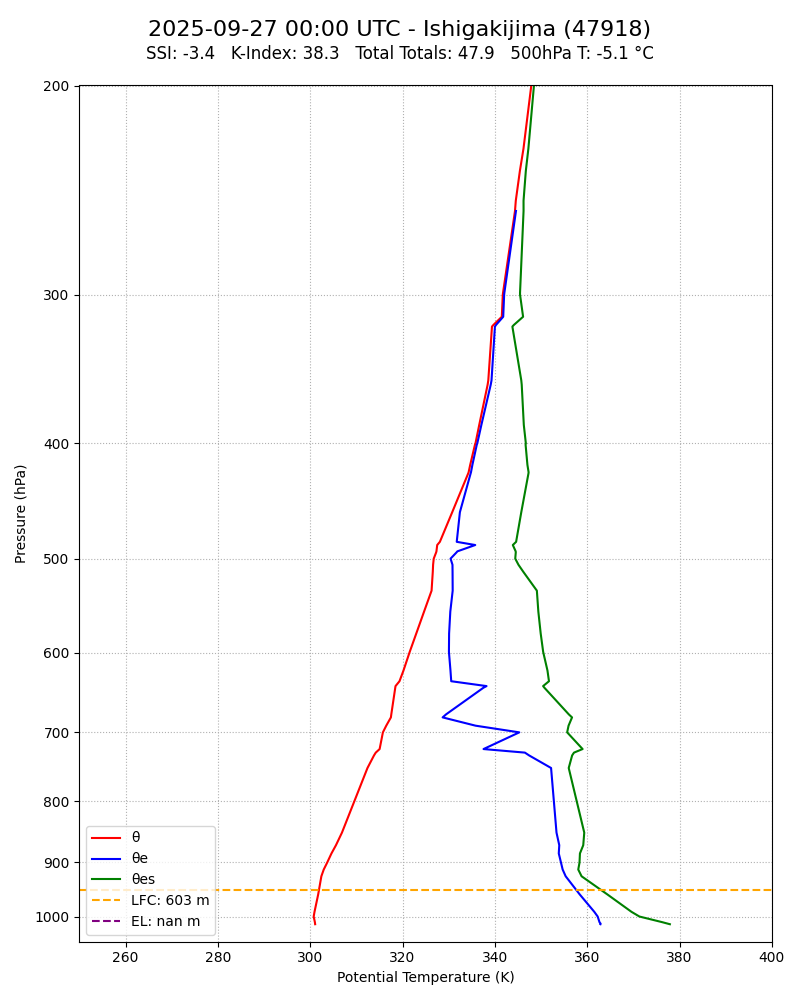 2025-09-27 00:00 UTC - Ishigakijima (47918)
SSI: -3.4 K-Index: 38.3 Total Totals: 47.9 500hPa T: -5.1 °C
200
300
400
500
600
700
800
900
1000
Pressure (hPa)
θ
θe
θes
LFC: 603 m
EL: nan m
260 280 300 320 340 360 380 400
Potential Temperature (K)